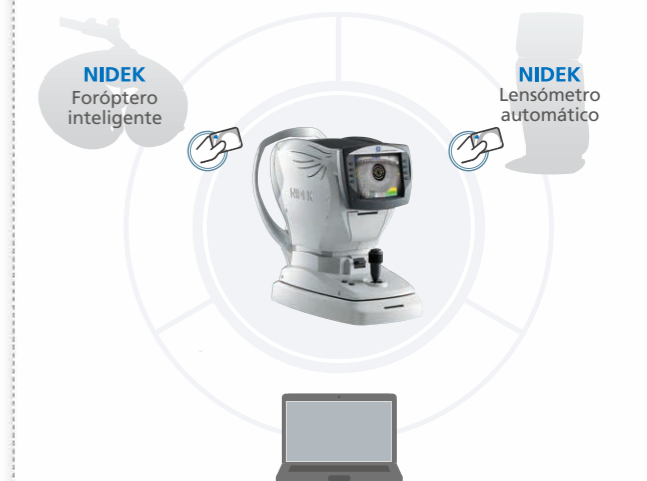 NIDEK
Foróptero
inteligente
NIDEK
Lensómetro
automático
NIDEK